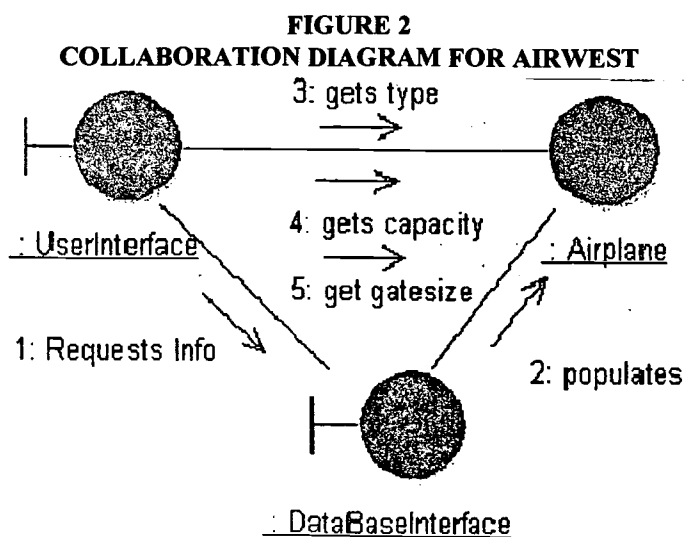 FIGURE 2
COLLABORATION DIAGRAM FOR AIRWEST
3: gets type
: UserInterface
4: gets capacity
: Airplane
5: get gatesize
1: Requests Info
2: populates
: DataBaseInterface